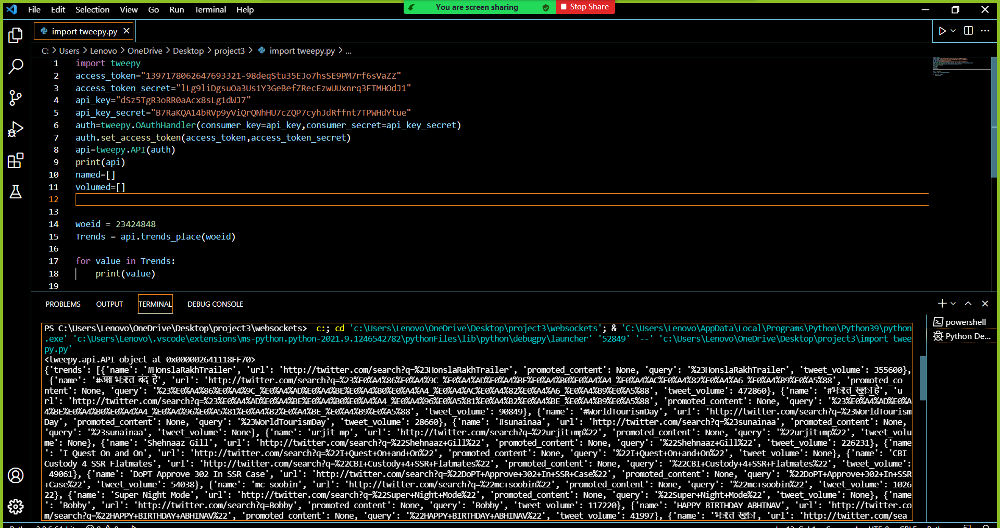 File Edit Selection View Go Run Terminal Help
You are screen sharing
Stop Share
import tweepy.py
C: > Users > Lenovo > OneDrive > Desktop > project3 > import tweepy.py > ...
1 import tweepy
2 access_token="1397178062647693321-98deqStu35EJo7hsSE9PM7rf6sVaZZ"
3 access_token_secret="lLg9liDgsuOa3Us1Y3GeBefZRecEzwUUxnrq3FTMHOdJ1"
4 api_key="dSz5TgR3oRR0aAcx8sLg1dWJ7"
5 api_key_secret="B7RaKQA14bRVp9yViQrQNhHU7cZQP7cyhJdRffnt7TPWHdYtue"
6 auth=tweepy.OAuthHandler(consumer_key=api_key,consumer_secret=api_key_secret)
7 auth.set_access_token(access_token,access_token_secret)
8 api=tweepy.API(auth)
9 print(api)
10 named=[]
11 volumed=[]
12
13
14 woeid = 23424848
15 Trends = api.trends_place(woeid)
16
17 for value in Trends:
18 print(value)
19
PROBLEMS OUTPUT TERMINAL DEBUG CONSOLE
powershell
Python De...
PS C:\Users\Lenovo\OneDrive\Desktop\project3\websockets> c:; cd 'c:\Users\Lenovo\OneDrive\Desktop\project3\websockets'; & 'C:\Users\Lenovo\AppData\Local\Programs\Python\Python39\python
.exe' 'c:\Users\Lenovo\.vscode\extensions\ms-python.python-2021.9.1246542782\pythonFiles\lib\python\debugpy\launcher' '52849' '--' 'c:\Users\Lenovo\OneDrive\Desktop\project3\import twee
py.py'
<tweepy.api.API object at 0x000002641118FF70>
{'trends': [{'name': '#HonslaRakhTrailer', 'url': 'http://twitter.com/search?q=%23HonslaRakhTrailer', 'promoted_content': None, 'query': '%23HonslaRakhTrailer', 'tweet_volume': 355600},
{'name': '#आज_भारत_बंद_है', 'url': 'http://twitter.com/search?q=%23%E0%A4%86%E0%A4%9C_%E0%A4%AD%E0%A4%BE%E0%A4%B0%E0%A4%A4_%E0%A4%AC%E0%A4%82%E0%A4%A6_%E0%A4%B9%E0%A5%88', 'promoted_co
ntent': None, 'query': '%23%E0%A4%86%E0%A4%9C_%E0%A4%AD%E0%A4%BE%E0%A4%B0%E0%A4%A4_%E0%A4%AC%E0%A4%82%E0%A4%A6_%E0%A4%B9%E0%A5%88', 'tweet_volume': 472860}, {'name': '#भारत_खुला_है', 'u
rl': 'http://twitter.com/search?q=%23%E0%A4%AD%E0%A4%BE%E0%A4%B0%E0%A4%A4_%E0%A4%96%E0%A5%81%E0%A4%B2%E0%A4%BE_%E0%A4%B9%E0%A5%88', 'promoted_content': None, 'query': '%23%E0%A4%AD%E0%A
4%BE%E0%A4%B0%E0%A4%A4_%E0%A4%96%E0%A5%81%E0%A4%B2%E0%A4%BE_%E0%A4%B9%E0%A5%88', 'tweet_volume': 90849}, {'name': '#WorldTourismDay', 'url': 'http://twitter.com/search?q=%23WorldTourism
Day', 'promoted_content': None, 'query': '%23WorldTourismDay', 'tweet_volume': 28660}, {'name': '#sunainaa', 'url': 'http://twitter.com/search?q=%23sunainaa', 'promoted_content': None,
'query': '%23sunainaa', 'tweet_volume': None}, {'name': 'urjit mp', 'url': 'http://twitter.com/search?q=%22urjit+mp%22', 'promoted_content': None, 'query': '%22urjit+mp%22', 'tweet_volu
me': None}, {'name': 'Shehnaaz Gill', 'url': 'http://twitter.com/search?q=%22Shehnaaz+Gill%22', 'promoted_content': None, 'query': '%22Shehnaaz+Gill%22', 'tweet_volume': 226231}, {'name
': 'I Quest On and On', 'url': 'http://twitter.com/search?q=%22I+Quest+On+and+On%22', 'promoted_content': None, 'query': '%22I+Quest+On+and+On%22', 'tweet_volume': None}, {'name': 'CBI
Custody 4 SSR Flatmates', 'url': 'http://twitter.com/search?q=%22CBI+Custody+4+SSR+Flatmates%22', 'promoted_content': None, 'query': '%22CBI+Custody+4+SSR+Flatmates%22', 'tweet_volume':
49061}, {'name': 'DoPT Approve 302 In SSR Case', 'url': 'http://twitter.com/search?q=%22DoPT+Approve+302+In+SSR+Case%22', 'promoted_content': None, 'query': '%22DoPT+Approve+302+In+SSR
+Case%22', 'tweet_volume': 54038}, {'name': 'mc soobin', 'url': 'http://twitter.com/search?q=%22mc+soobin%22', 'promoted_content': None, 'query': '%22mc+soobin%22', 'tweet_volume': 1026
22}, {'name': 'Super Night Mode', 'url': 'http://twitter.com/search?q=%22Super+Night+Mode%22', 'promoted_content': None, 'query': '%22Super+Night+Mode%22', 'tweet_volume': None}, {'name
': 'Bobby', 'url': 'http://twitter.com/search?q=Bobby', 'promoted_content': None, 'query': 'Bobby', 'tweet_volume': 117220}, {'name': 'HAPPY BIRTHDAY ABHINAV', 'url': 'http://twitter.co
m/search?q=%22HAPPY+BIRTHDAY+ABHINAV%22', 'promoted_content': None, 'query': '%22HAPPY+BIRTHDAY+ABHINAV%22', 'tweet_volume': 41997}, {'name': 'भारत खुला', 'url': 'http://twitter.com/sea